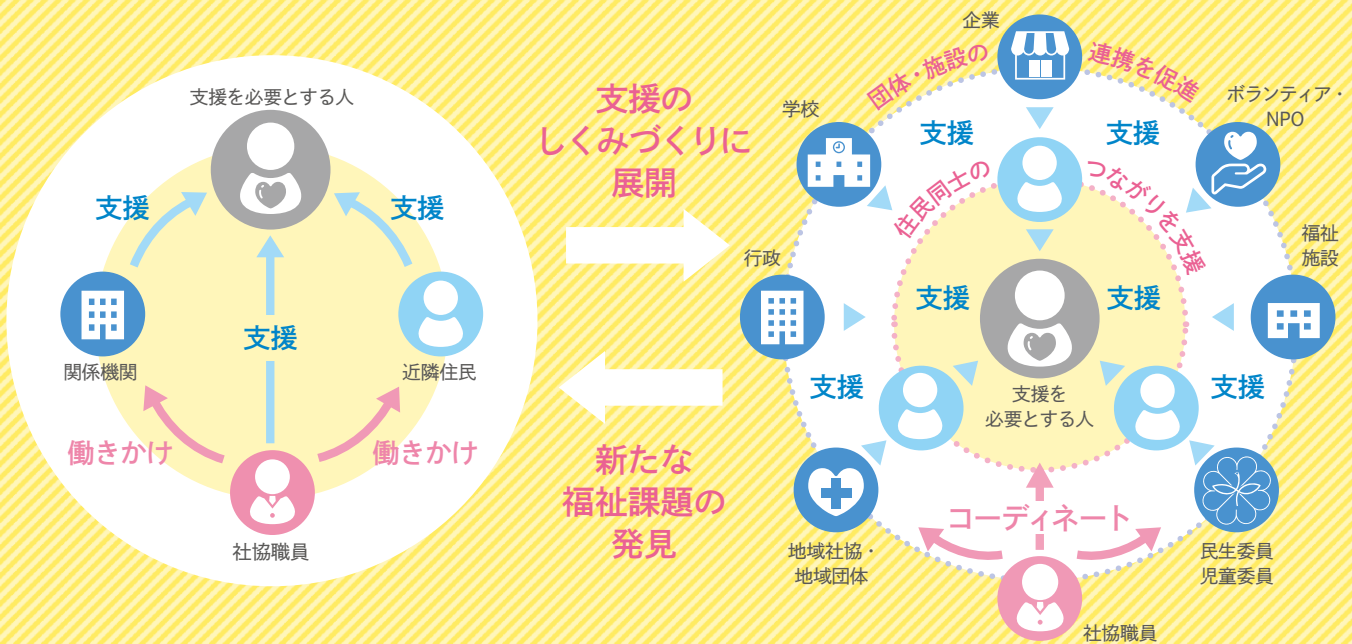 支援を必要とする人
支援
支援
支援
関係機関
近隣住民
働きかけ
働きかけ
社協職員
支援の
しくみづくりに
展開
新たな
福祉課題の
発見
企業
団体・施設の
連携を促進
学校
ボランティア・
NPO
支援
支援
住民同士の
つながりを支援
行政
福祉
施設
支援
支援
支援
支援
支援を
必要とする人
コーディネート
地域社協・
地域団体
民生委員
児童委員
社協職員